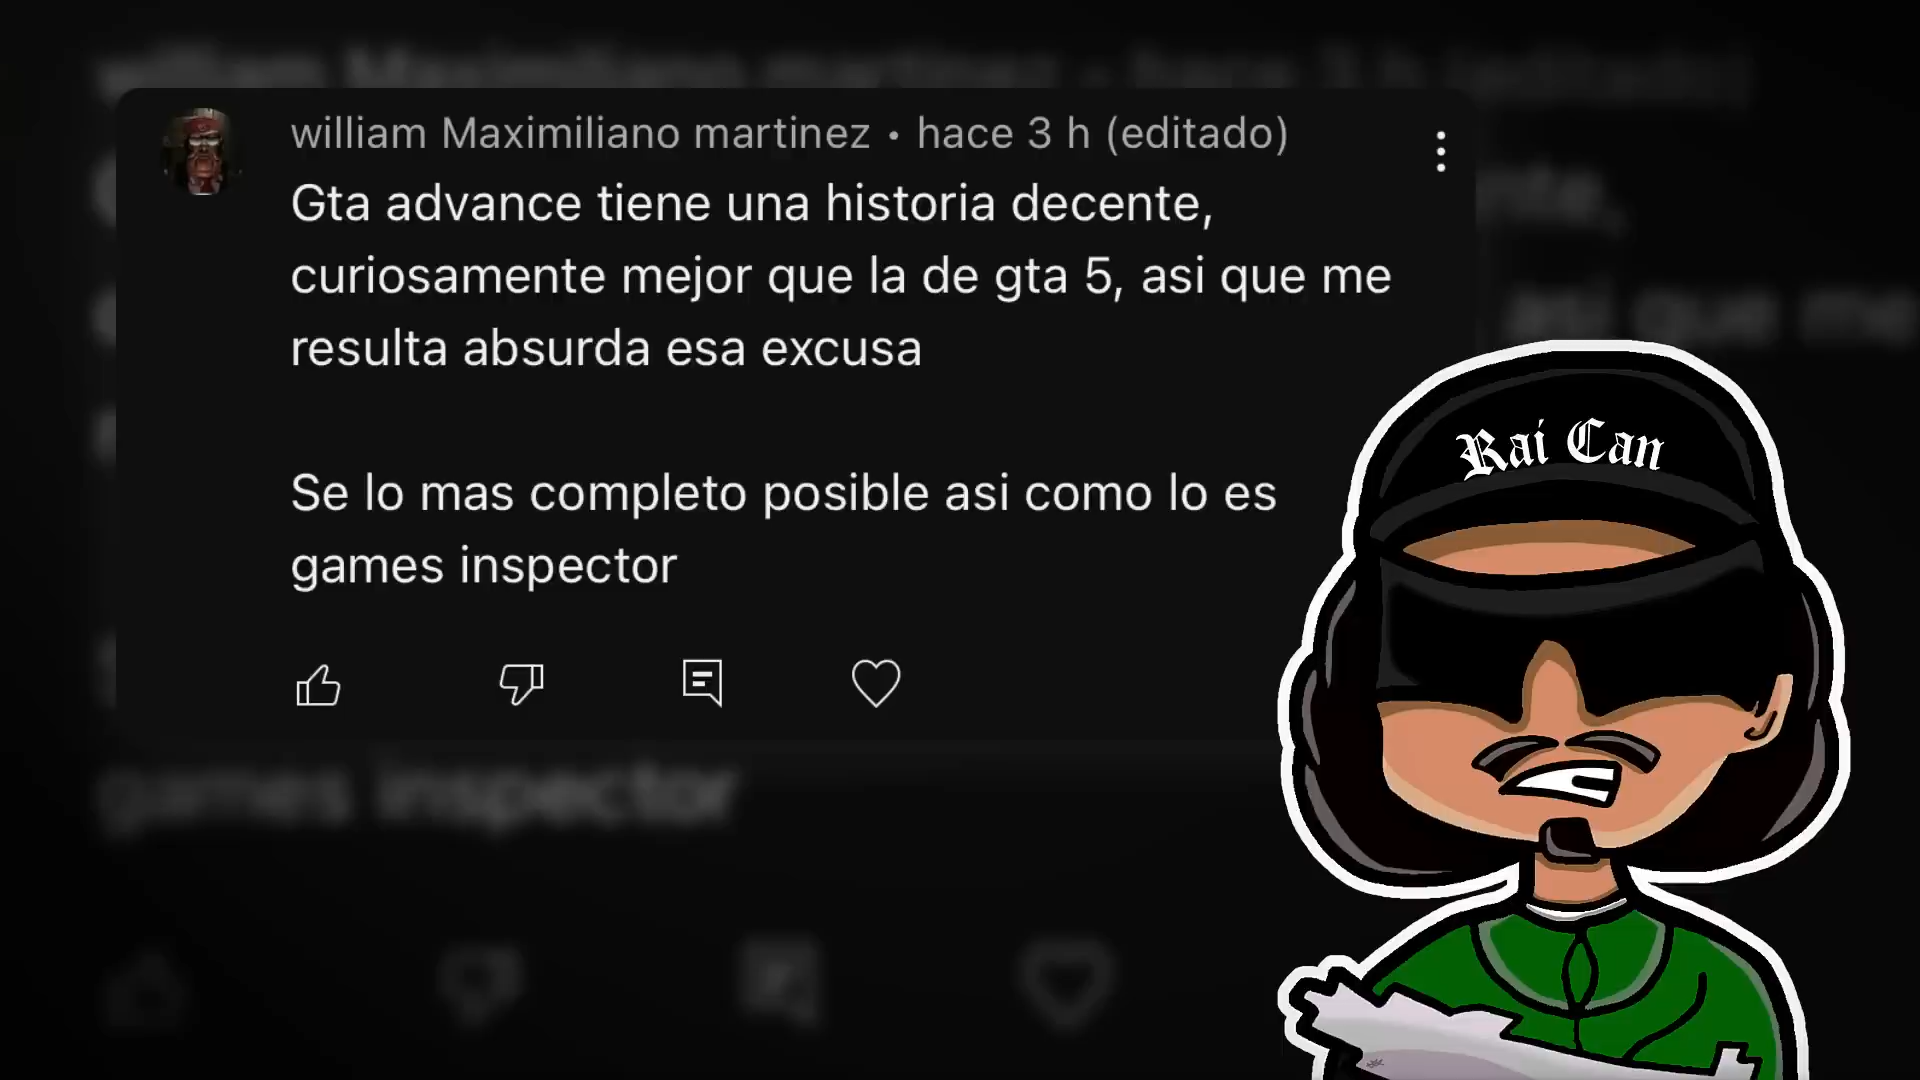 william Maximiliano martinez • hace 3 h (editado)
Gta advance tiene una historia decente,
curiosamente mejor que la de gta 5, asi que me
resulta absurda esa excusa
Se lo mas completo posible asi como lo es
games inspector
Rai Can